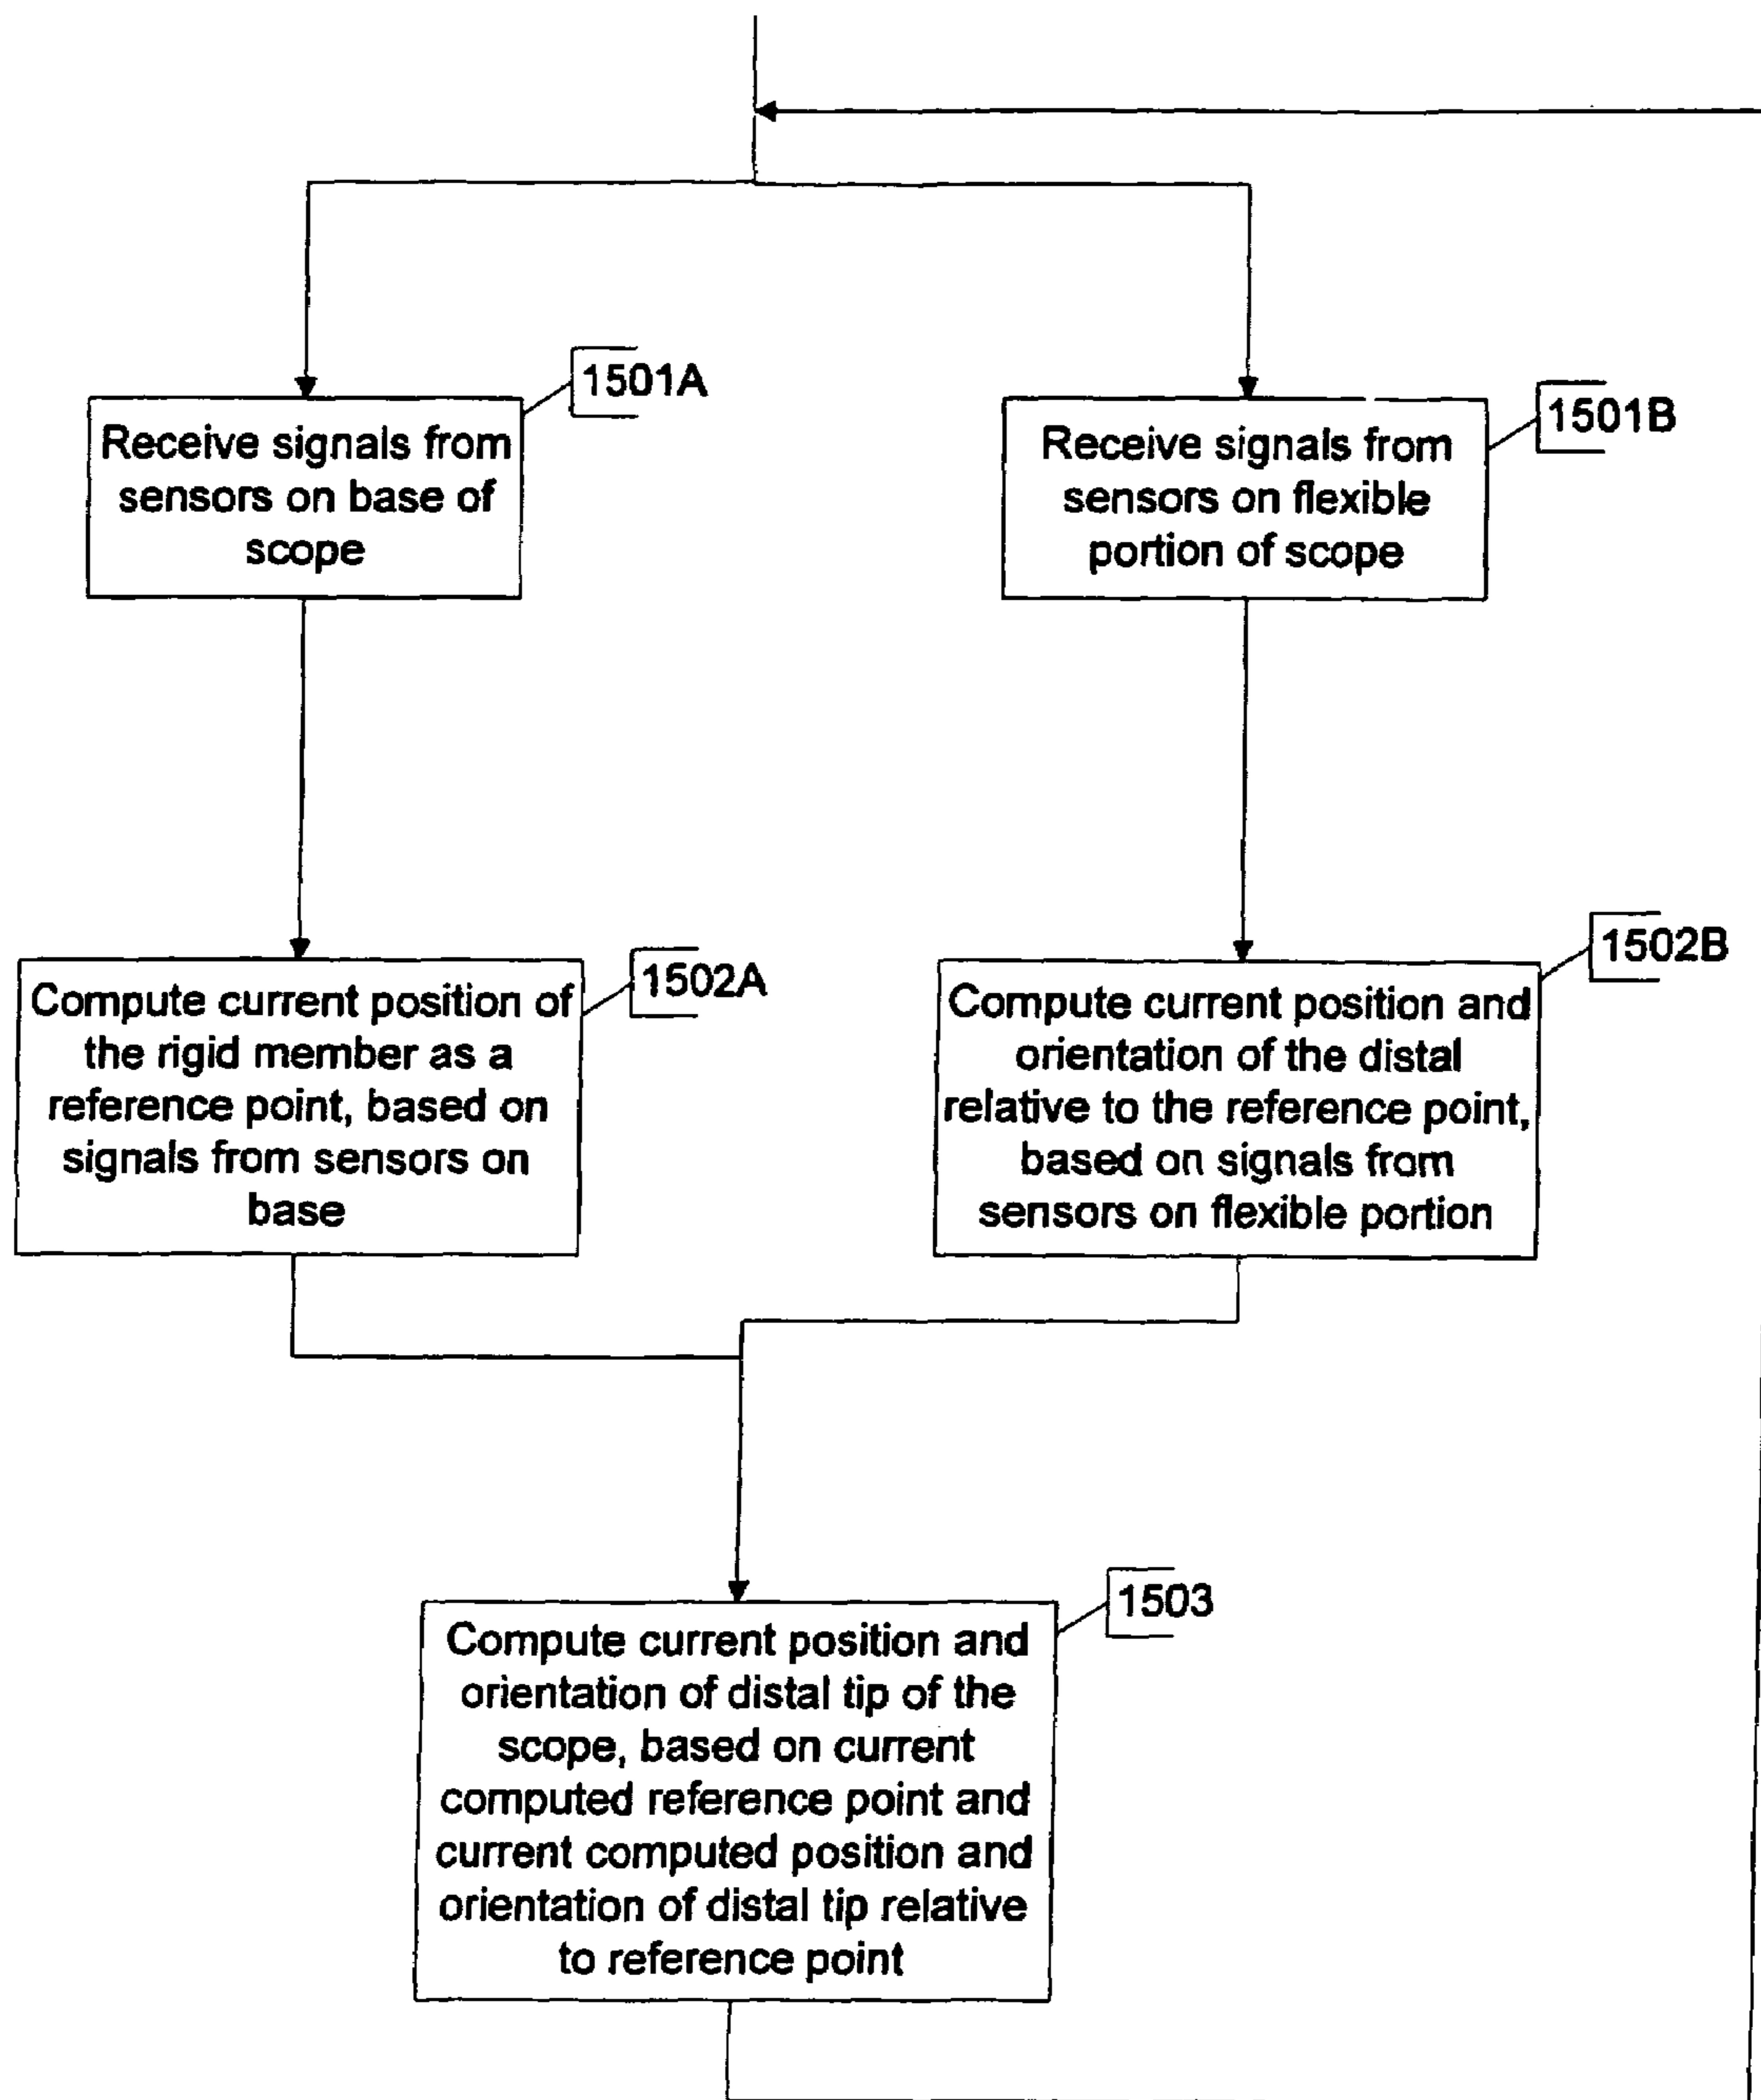 1501A
Receive signals from
sensors on base of
scope
1501B
Receive signals from
sensors on flexible
portion of scope
1502A
Compute current position of
the rigid member as a
reference point, based on
signals from sensors on
base
1502B
Compute current position and
orientation of the distal
relative to the reference point,
based on signals from
sensors on flexible portion
1503
Compute current position and
orientation of distal tip of the
scope, based on current
computed reference point and
current computed position and
orientation of distal tip relative
to reference point